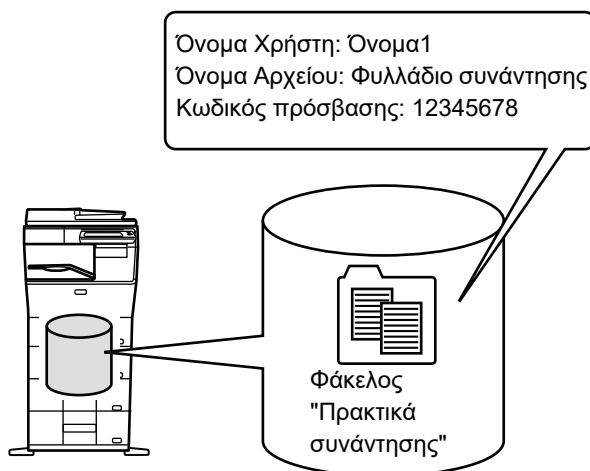 Όνομα Χρήστη: Όνομα1
Όνομα Αρχείου: Φυλλάδιο συνάντησης
Κωδικός πρόσβασης: 12345678
Φάκελος
"Πρακτικά
συνάντησης"